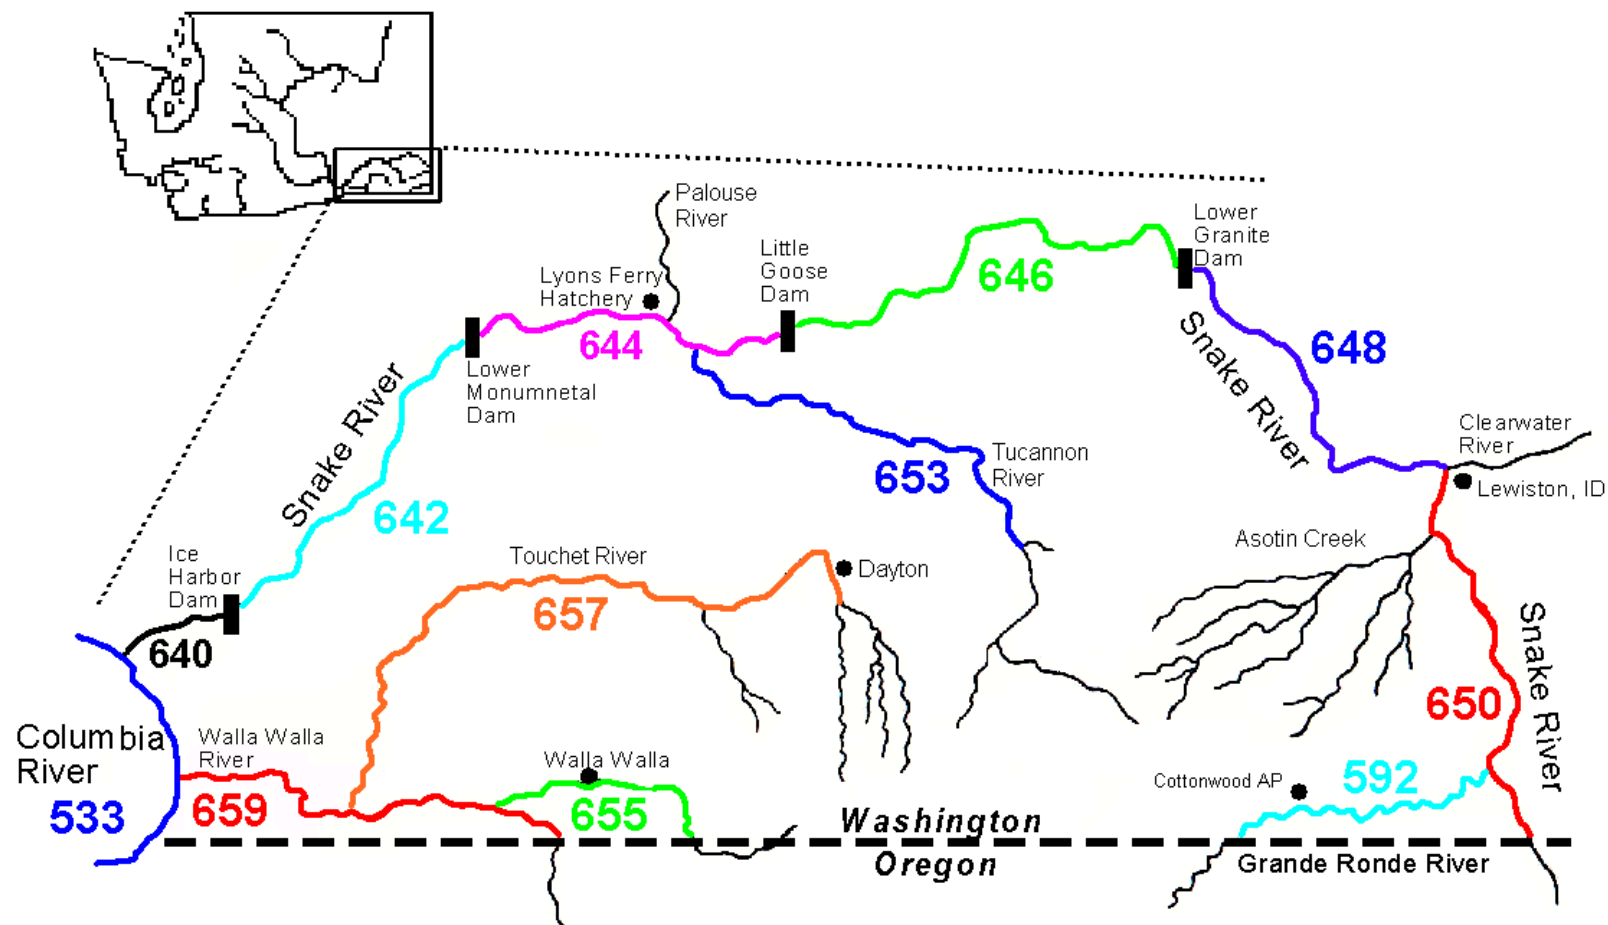 Palouse
River
Lower
Granite
Dam
Little
Goose
Dam
646
Lyons Ferry
Hatchery
644
Snake River
648
Lower
Monumnetal
Dam
Snake River
642
Clearwater
River
Lewiston, ID
Tucannon
River
653
Asotin Creek
Ice
Harbor
Dam
640
Touchet River
657
Dayton
Snake River
650
Columbia
River
533
Walla Walla
River
659
Walla Walla
655
Cottonwood AP
592
Washington
Oregon
Grande Ronde River